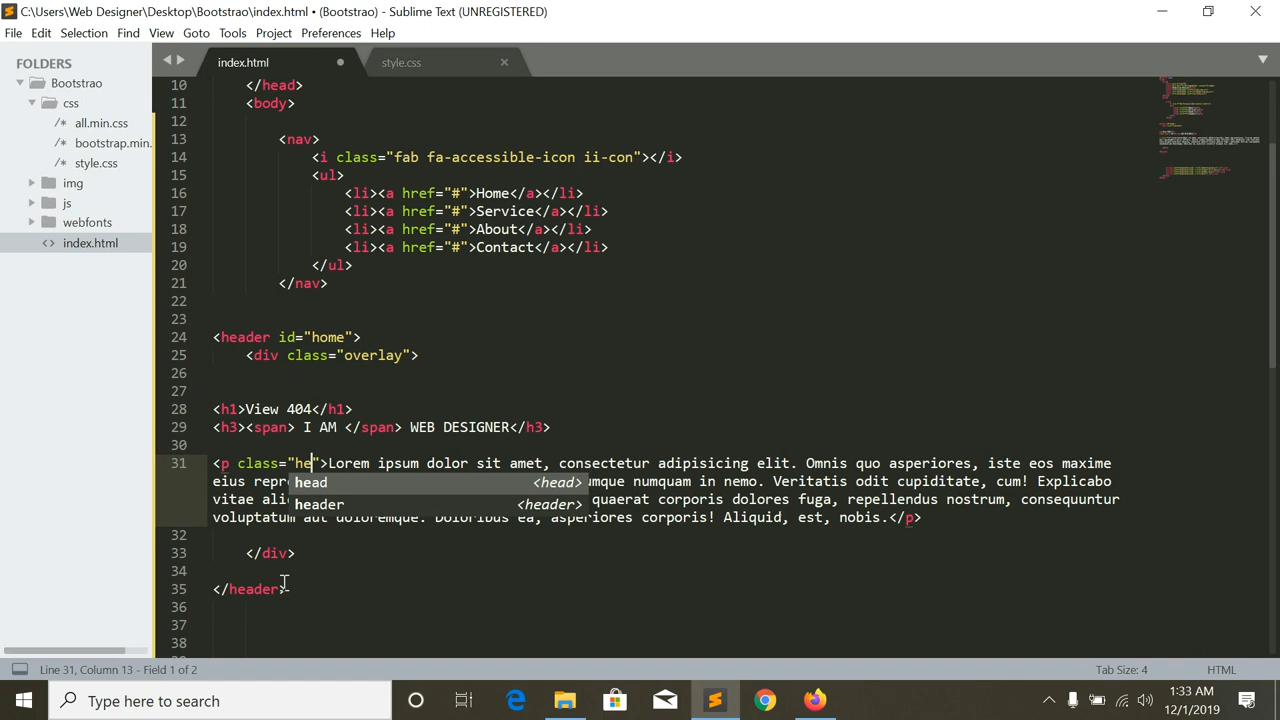 C:\Users\Web Designer\Desktop\Bootstrao\index.html • (Bootstrao) - Sublime Text (UNREGISTERED)
File Edit Selection Find View Goto Tools Project Preferences Help
FOLDERS
Bootstrao
css
/* all.min.css
/* bootstrap.min.
/* style.css
img
js
webfonts
<> index.html
index.html
style.css
10 </head>
11 <body>
12
13 <nav>
14 <i class="fab fa-accessible-icon ii-con"></i>
15 <ul>
16 <li><a href="#">Home</a></li>
17 <li><a href="#">Service</a></li>
18 <li><a href="#">About</a></li>
19 <li><a href="#">Contact</a></li>
20 </ul>
21 </nav>
22
23
24 <header id="home">
25 <div class="overlay">
26
27
28 <h1>View 404</h1>
29 <h3><span> I AM </span> WEB DESIGNER</h3>
30
31 <p class="he">Lorem ipsum dolor sit amet, consectetur adipisicing elit. Omnis quo asperiores, iste eos maxime
eius numquam in nemo. Veritatis odit cupiditate, cum! Explicabo
vitae quaerat corporis dolores fuga, repellendus nostrum, consequuntur
voluptatum aut doloremque. Doloribus ea, asperiores corporis! Aliquid, est, nobis.</p>
head <head>
header <header>
32
33 </div>
34
35 </header>
36
37
38
Line 31, Column 13 - Field 1 of 2
Tab Size: 4
HTML
Type here to search
1:33 AM
12/1/2019